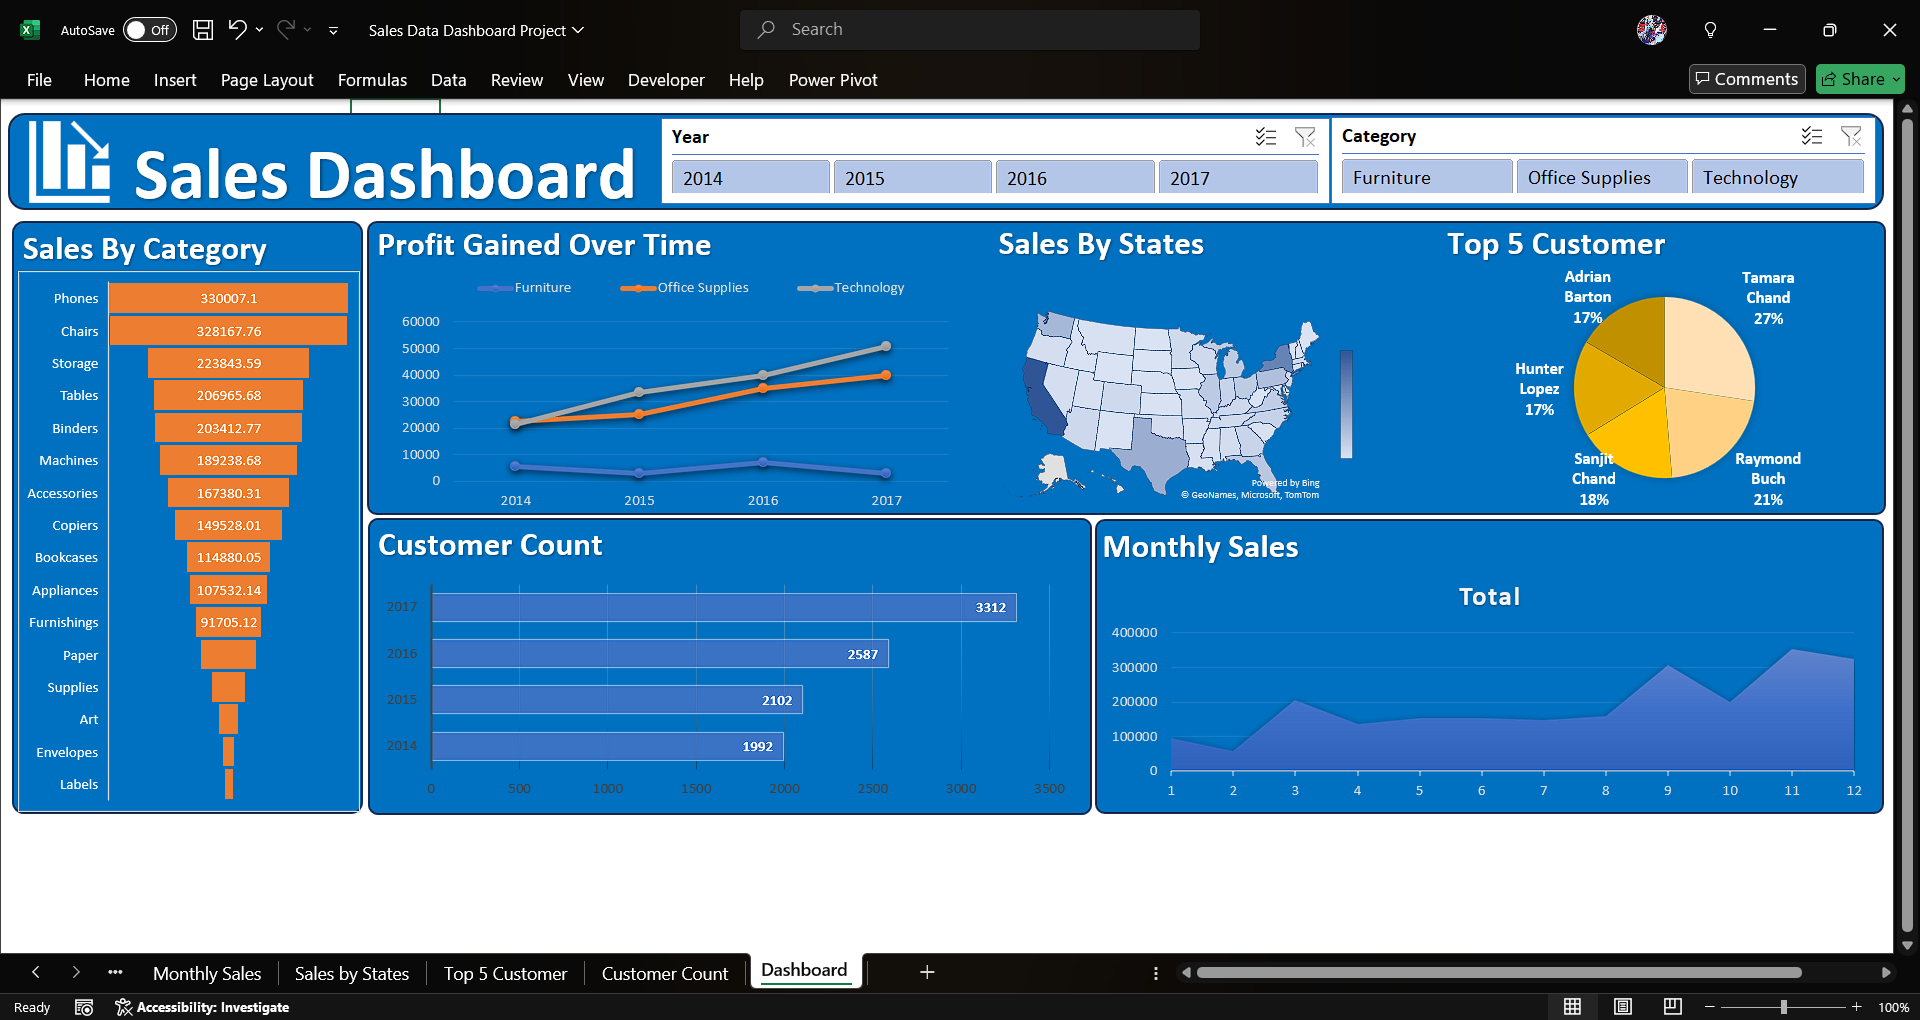 AutoSave Off Sales Data Dashboard Project Search
File Home Insert Page Layout Formulas Data Review View Developer Help Power Pivot Comments Share
Sales Dashboard
Year
2014 2015 2016 2017
Category
Furniture Office Supplies Technology
Sales By Category
Phones 330007.1
Chairs 328167.76
Storage 223843.59
Tables 206965.68
Binders 203412.77
Machines 189238.68
Accessories 167380.31
Copiers 149528.01
Bookcases 114880.05
Appliances 107532.14
Furnishings 91705.12
Paper
Supplies
Art
Envelopes
Labels
Profit Gained Over Time
Furniture Office Supplies Technology
60000
50000
40000
30000
20000
10000
0
2014 2015 2016 2017
Sales By States
Powered by Bing
© GeoNames, Microsoft, TomTom
Top 5 Customer
Adrian
Barton
17%
Tamara
Chand
27%
Hunter
Lopez
17%
Sanjit
Chand
18%
Raymond
Buch
21%
Customer Count
2017 3312
2016 2587
2015 2102
2014 1992
0 500 1000 1500 2000 2500 3000 3500
Monthly Sales
Total
400000
300000
200000
100000
0
1 2 3 4 5 6 7 8 9 10 11 12
Monthly Sales Sales by States Top 5 Customer Customer Count Dashboard
Ready Accessibility: Investigate 100%